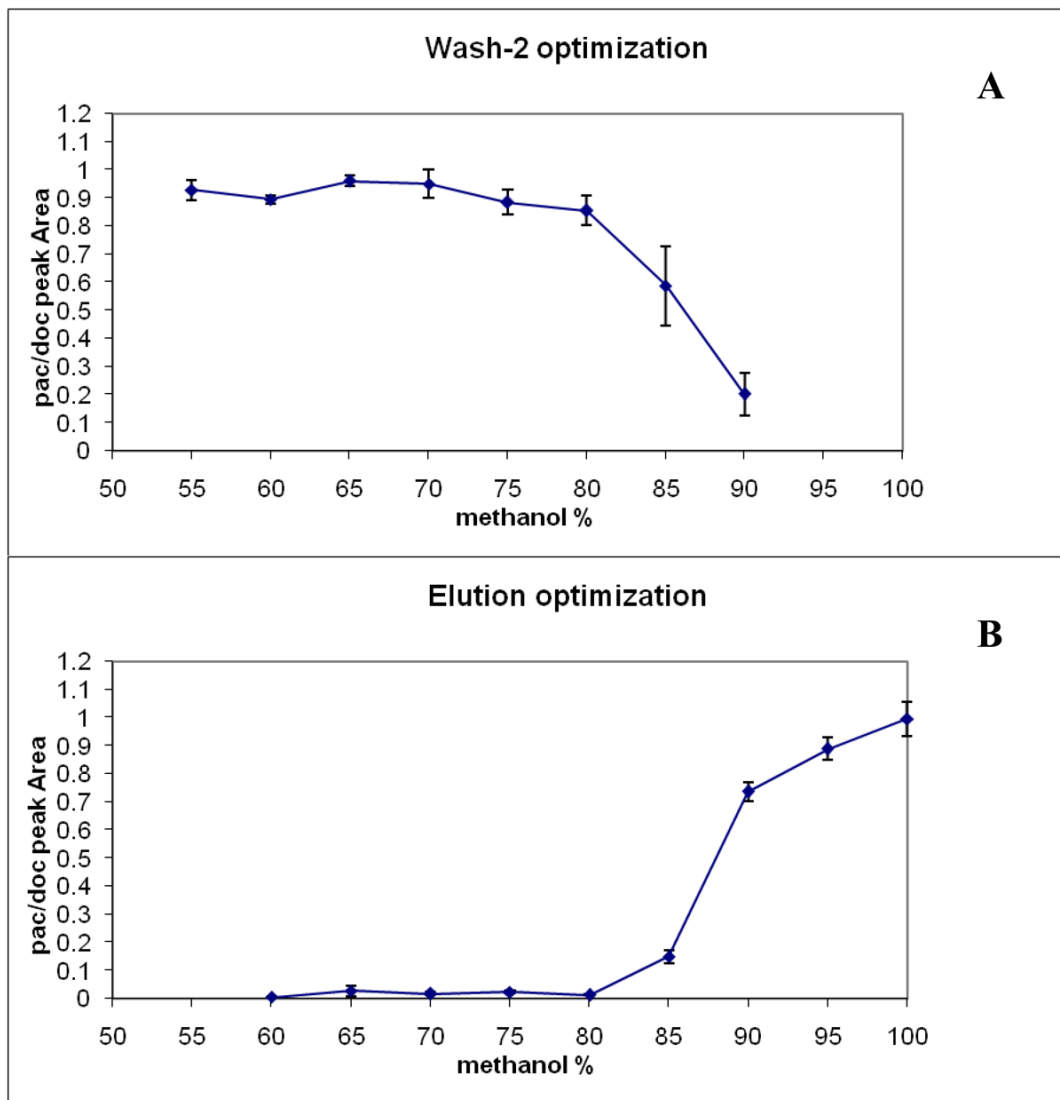 Wash-2 optimization
A
pac/doc peak Area
1.2
1.1
1
0.9
0.8
0.7
0.6
0.5
0.4
0.3
0.2
0.1
0
50 55 60 65 70 75 80 85 90 95 100
methanol %
Elution optimization
B
pac/doc peak Area
1.2
1.1
1
0.9
0.8
0.7
0.6
0.5
0.4
0.3
0.2
0.1
0
50 55 60 65 70 75 80 85 90 95 100
methanol %